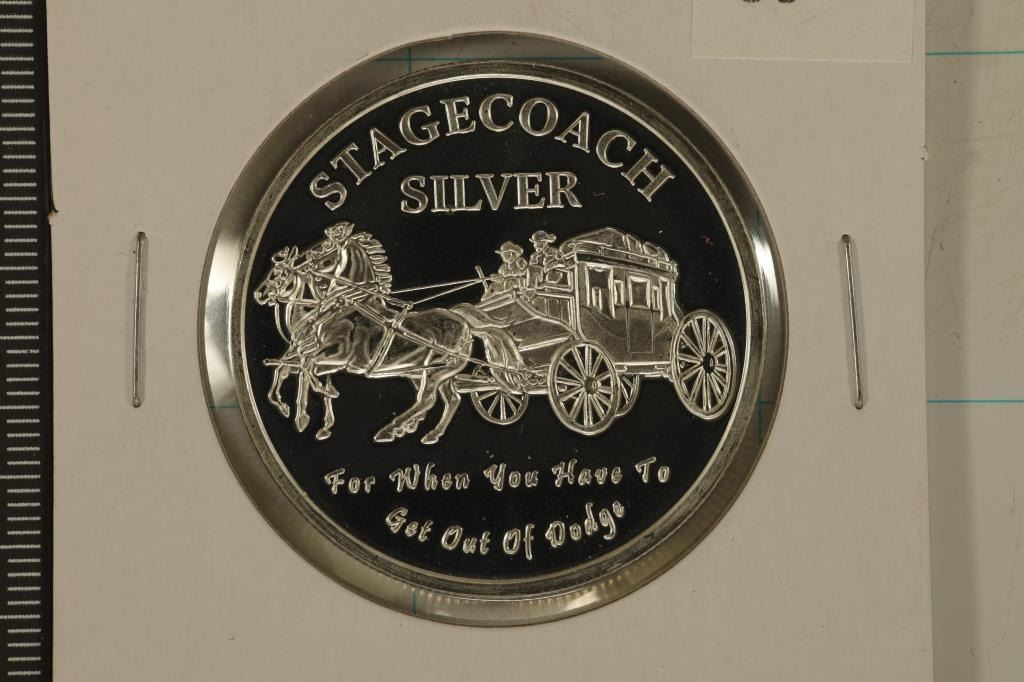 STAGECOACH
SILVER
For When You Have To
Get Out Of Dodge